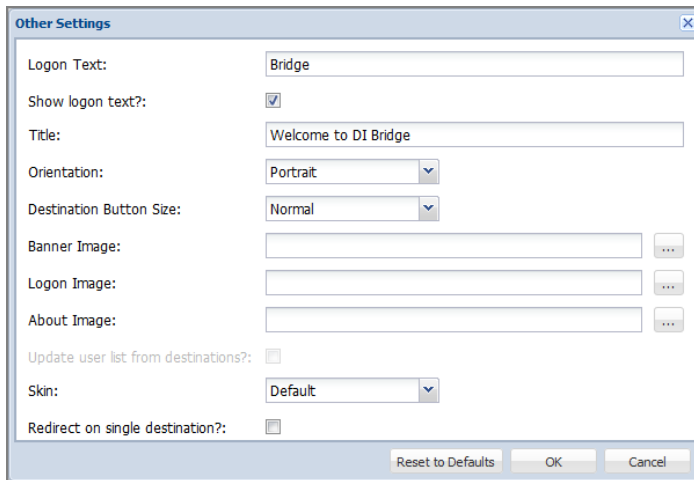 Other Settings
Logon Text: Bridge
Show logon text?:
Title: Welcome to DI Bridge
Orientation: Portrait
Destination Button Size: Normal
Banner Image: ...
Logon Image: ...
About Image: ...
Update user list from destinations?:
Skin: Default
Redirect on single destination?:
Reset to Defaults OK Cancel